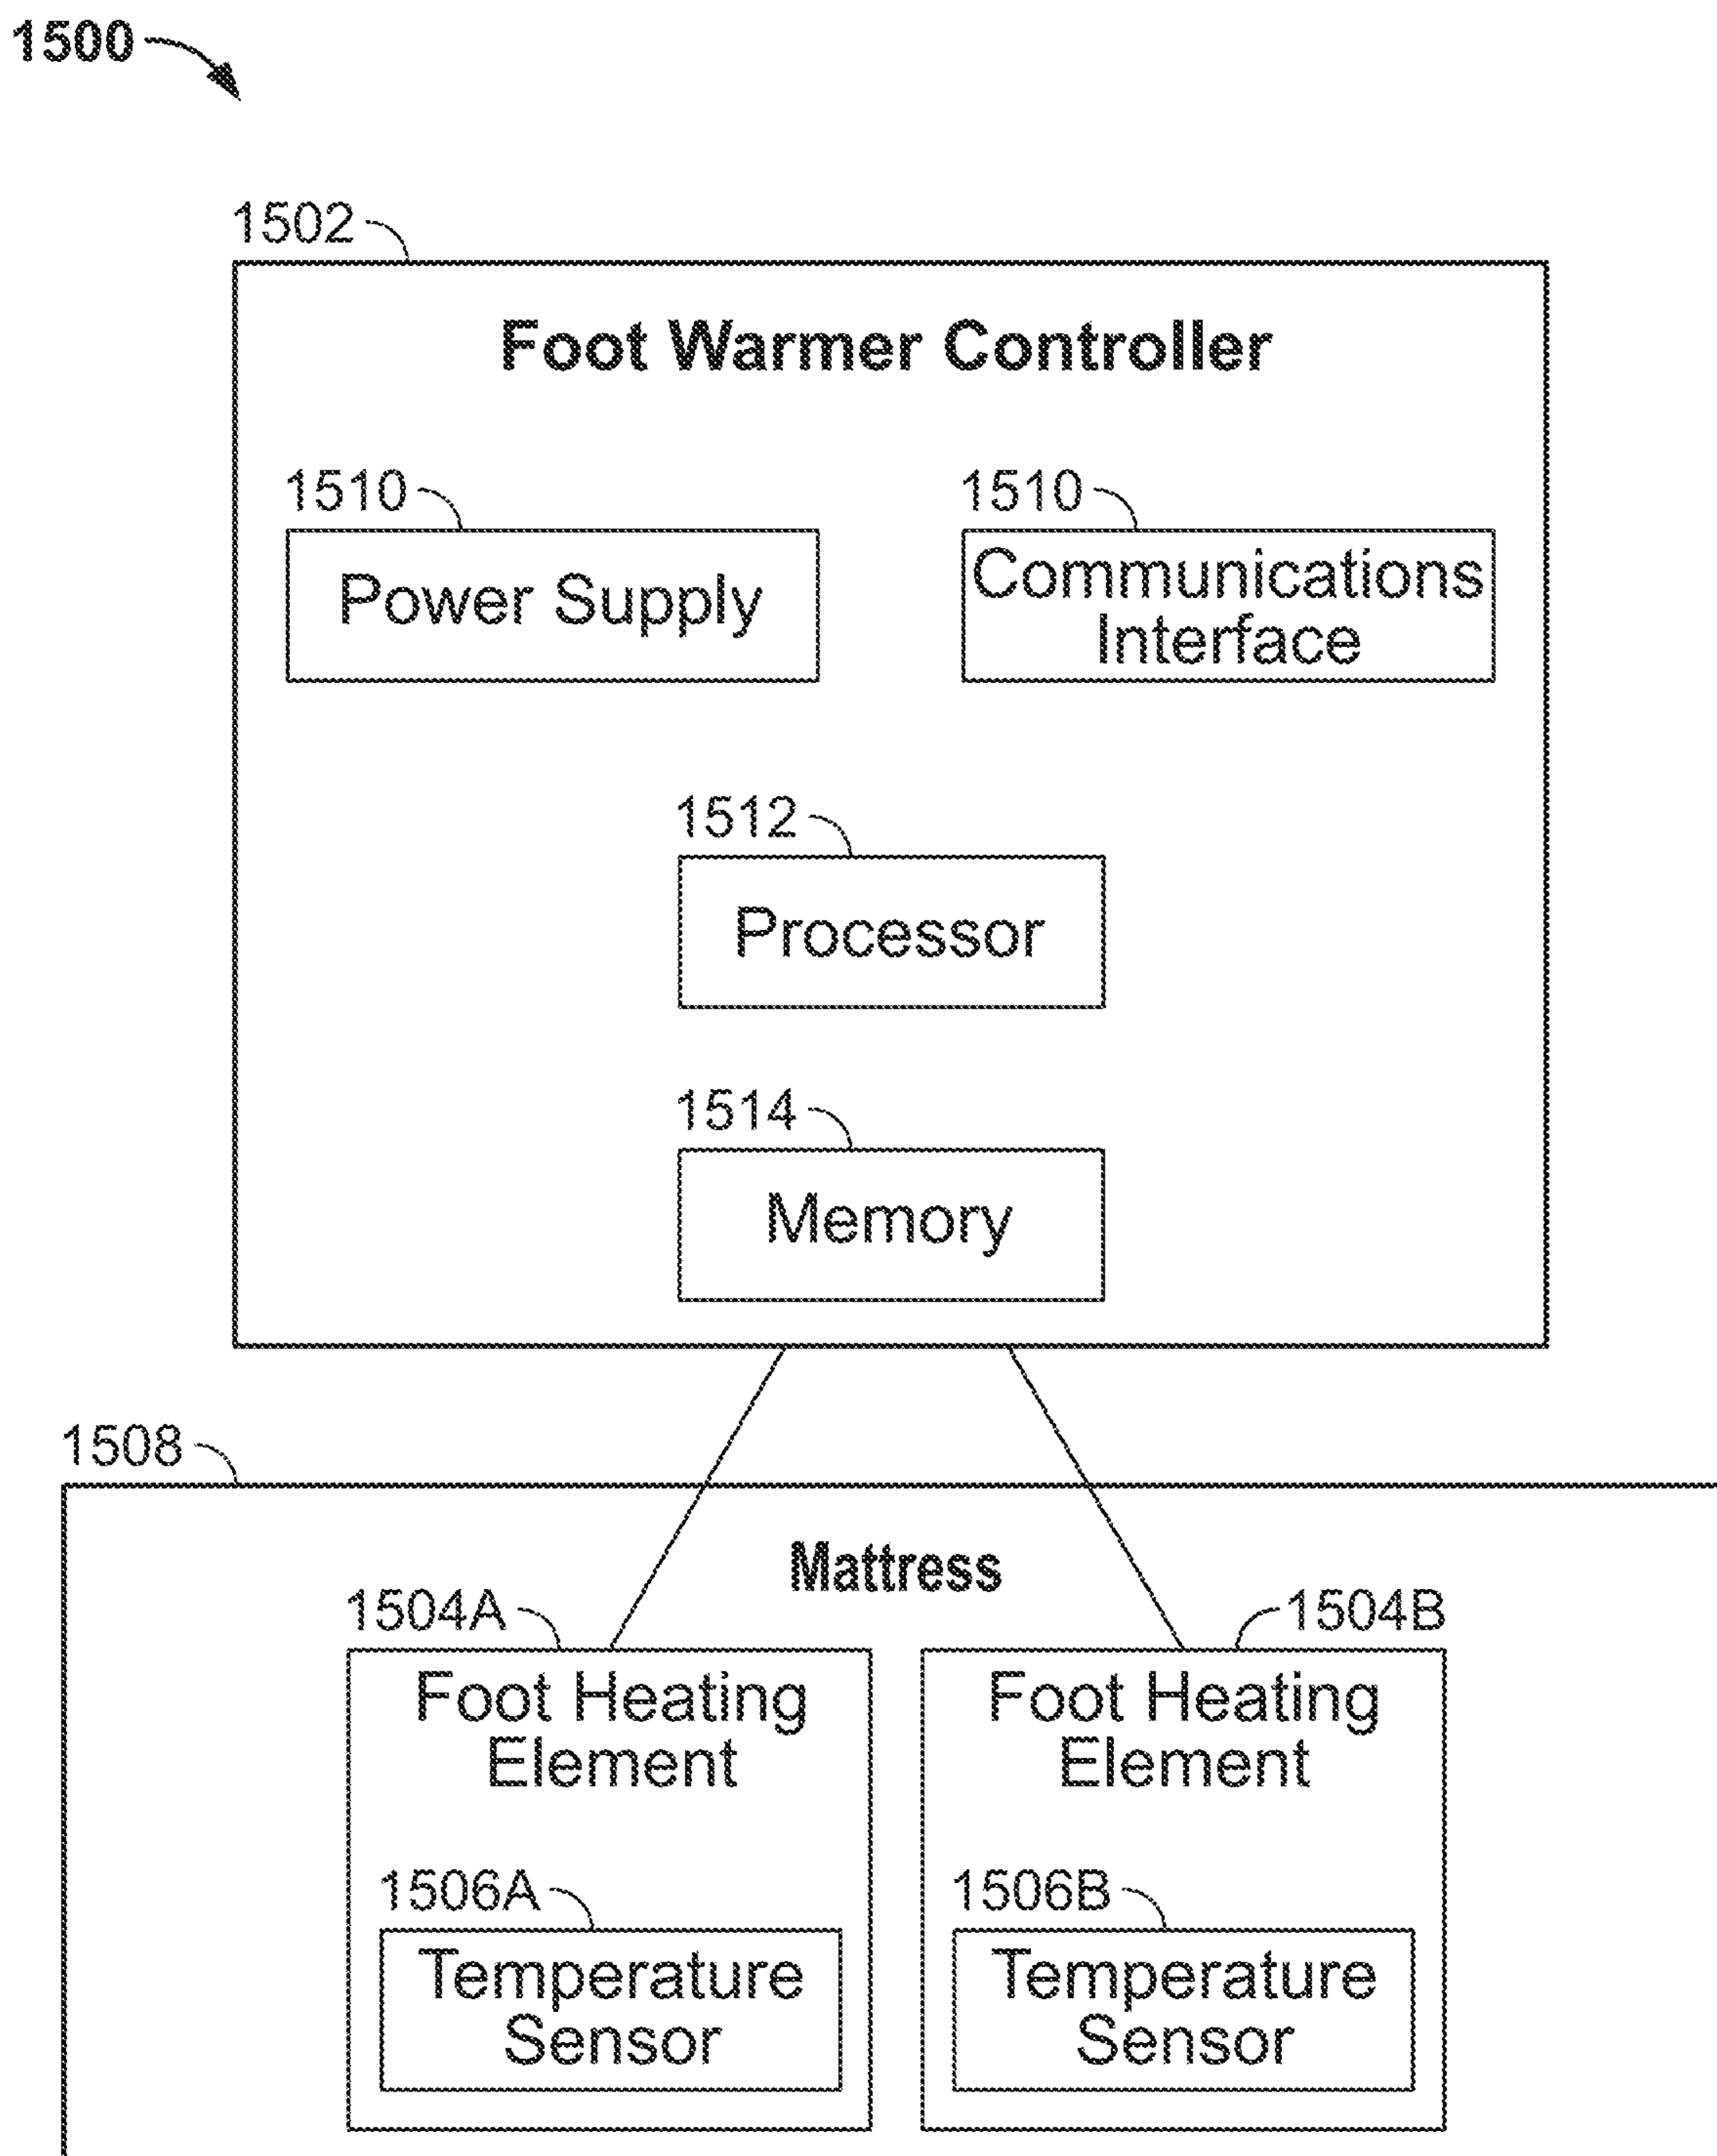 1500
1502
Foot Warmer Controller
1510
Power Supply
1510
Communications
Interface
1512
Processor
1514
Memory
1508
Mattress
1504A
Foot Heating
Element
1506A
Temperature
Sensor
1504B
Foot Heating
Element
1506B
Temperature
Sensor